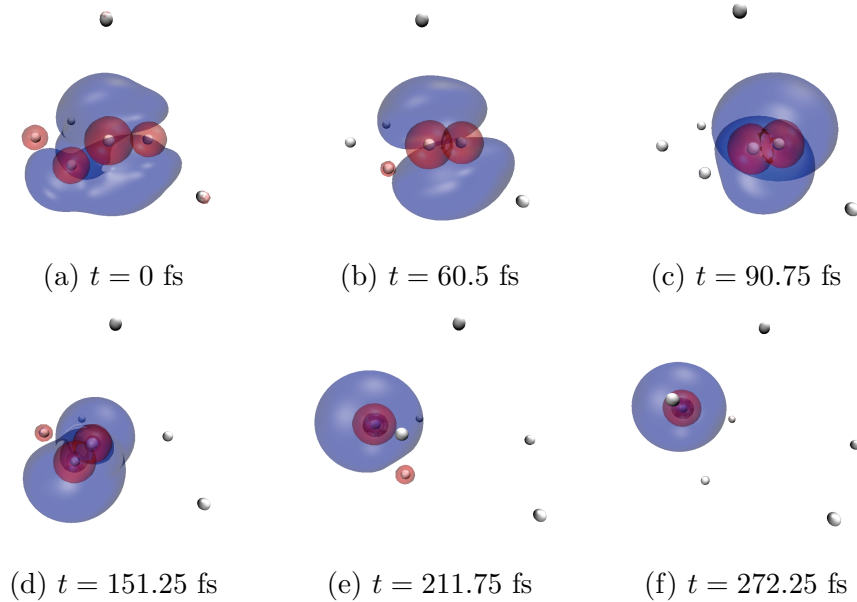 (a) t = 0 fs
(b) t = 60.5 fs
(c) t = 90.75 fs
(d) t = 151.25 fs
(e) t = 211.75 fs
(f) t = 272.25 fs